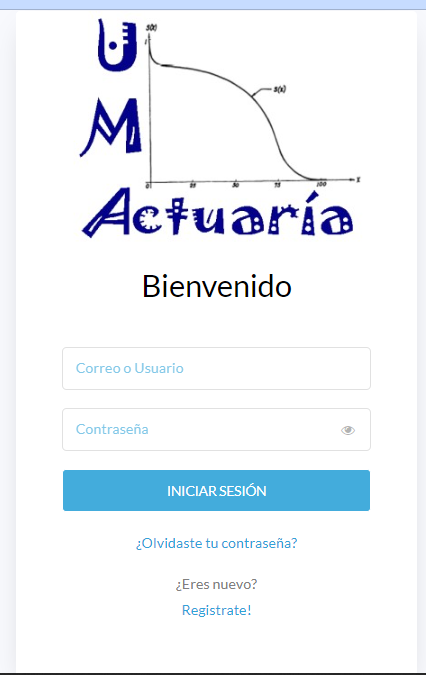 U
S(x)
1
s(x)
M
0
25
50
75
100
x
Actuaría
Bienvenido
Correo o Usuario
Contraseña
INICIAR SESIÓN
¿Olvidaste tu contraseña?
¿Eres nuevo?
Registrate!